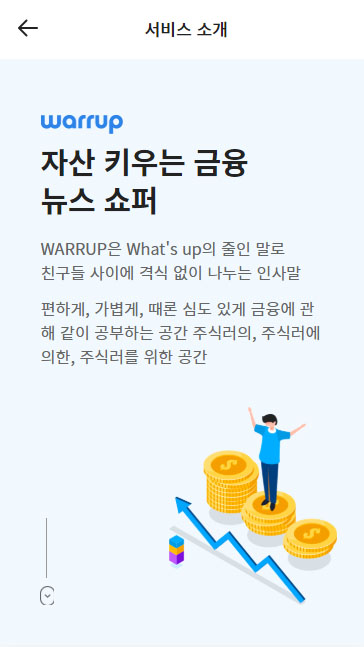 서비스 소개
warrup
자산 키우는 금융
뉴스 쇼퍼
WARRUP은 What's up의 줄인 말로
친구들 사이에 격식 없이 나누는 인사말
편하게, 가볍게, 때론 심도 있게 금융에 관
해 같이 공부하는 공간 주식러의, 주식러에
의한, 주식러를 위한 공간